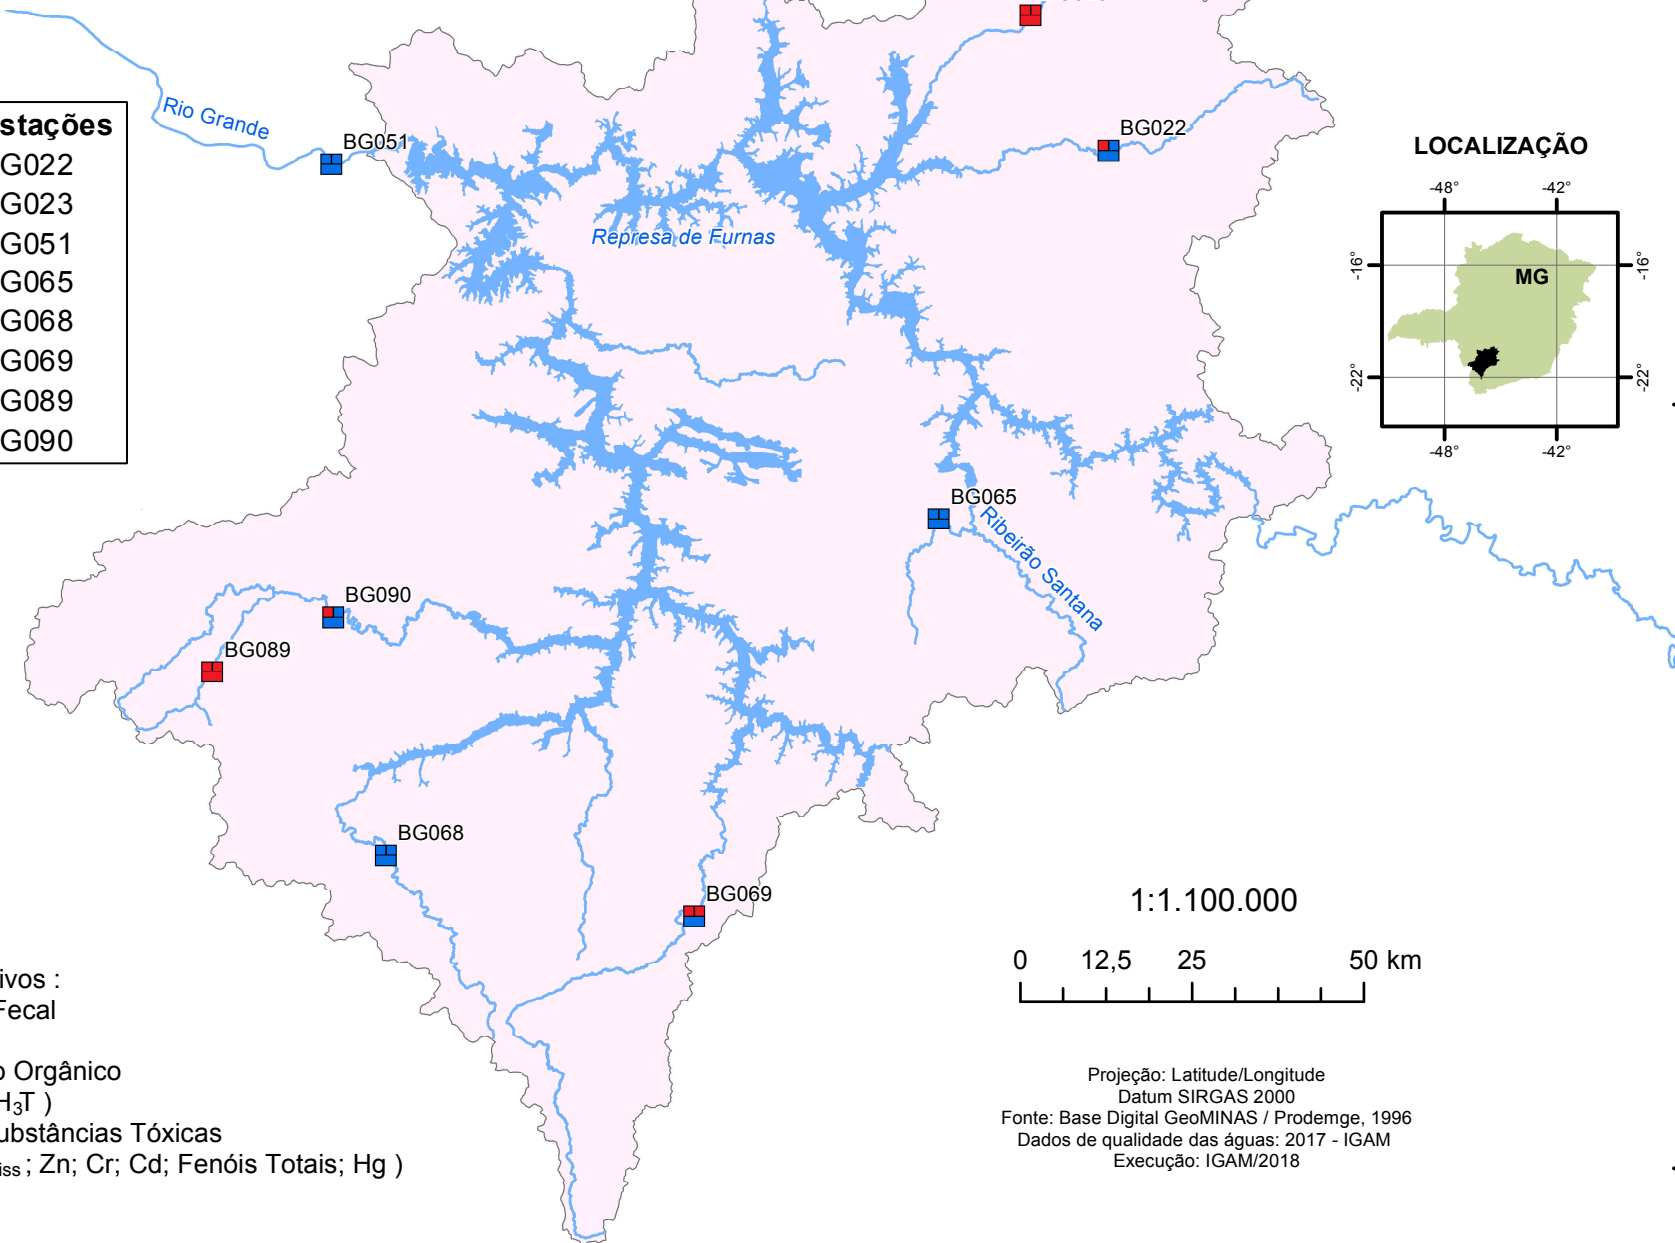 Rio Grande
BG051
BG022
stações
G022
G023
G051
G065
G068
G069
G089
G090
Represa de Furnas
LOCALIZAÇÃO
-48°
-42°
-16°
MG
-16°
-22°
-22°
-48°
-42°
BG065
Ribeirão Santana
BG090
BG089
BG068
BG069
1:1.100.000
0 12,5 25 50 km
ivos :
Fecal
o Orgânico
H₃T )
ubstâncias Tóxicas
iss ; Zn; Cr; Cd; Fenóis Totais; Hg )
Projeção: Latitude/Longitude
Datum SIRGAS 2000
Fonte: Base Digital GeoMINAS / Prodemge, 1996
Dados de qualidade das águas: 2017 - IGAM
Execução: IGAM/2018